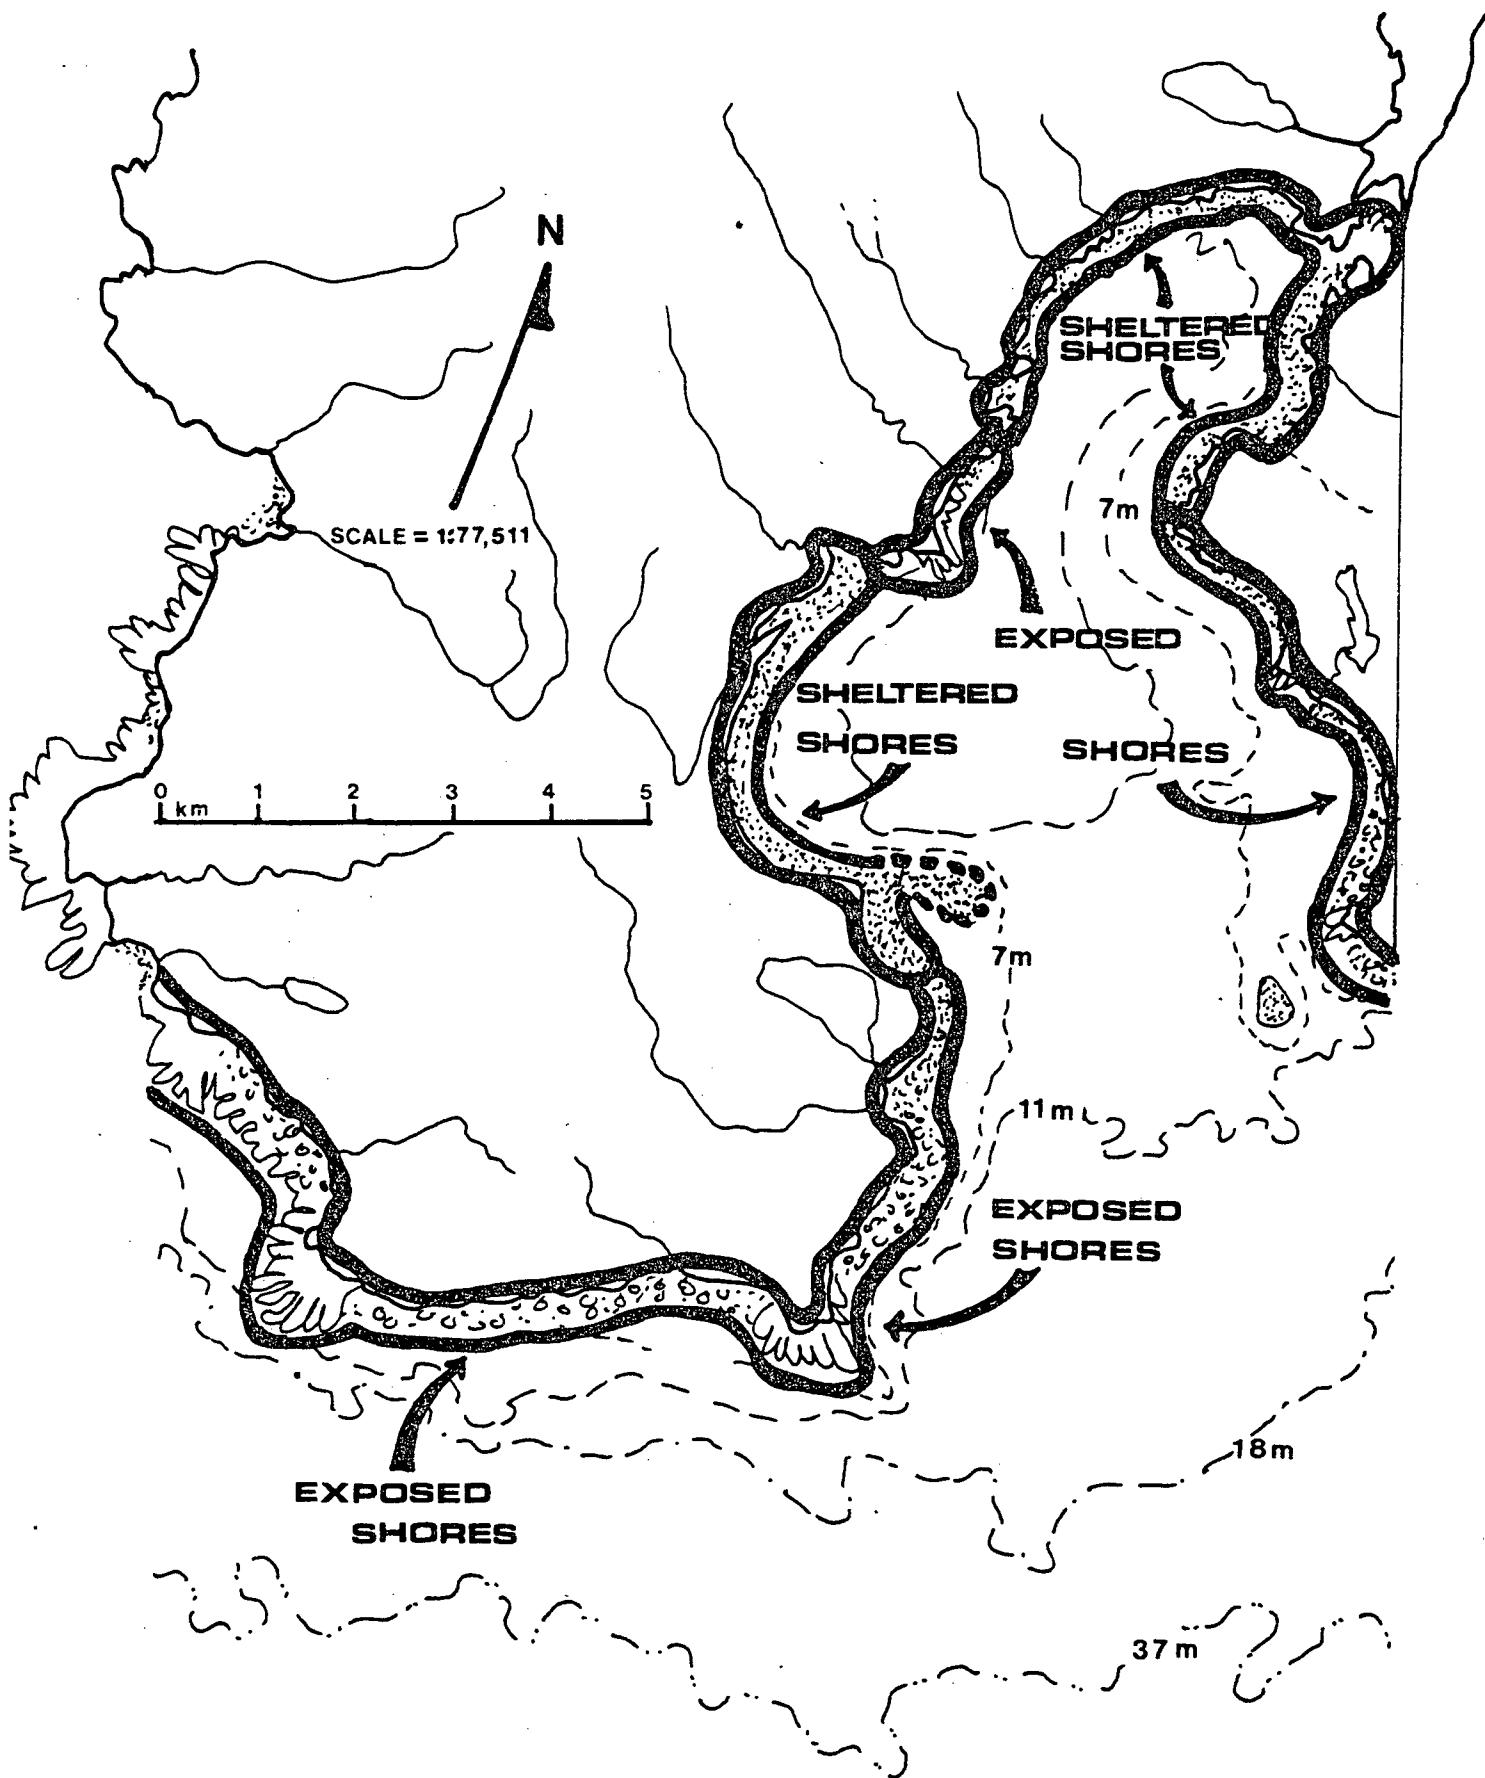 N
SHELTERED
SHORES
7m
SCALE = 1:77,511
EXPOSED
SHELTERED
SHORES
SHORES
0 1 2 3 4 5
km
7m
11m
EXPOSED
SHORES
18m
EXPOSED
SHORES
37m